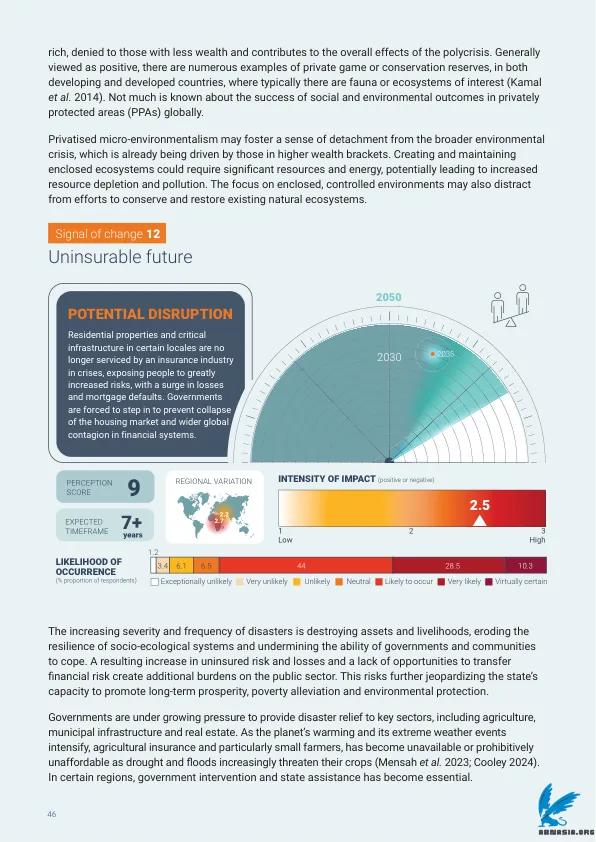 rich, denied to those with less wealth and contributes to the overall effects of the polycrisis. Generally
viewed as positive, there are numerous examples of private game or conservation reserves, in both
developing and developed countries, where typically there are fauna or ecosystems of interest (Kamal
et al. 2014). Not much is known about the success of social and environmental outcomes in privately
protected areas (PPAs) globally.
Privatised micro-environmentalism may foster a sense of detachment from the broader environmental
crisis, which is already being driven by those in higher wealth brackets. Creating and maintaining
enclosed ecosystems could require significant resources and energy, potentially leading to increased
resource depletion and pollution. The focus on enclosed, controlled environments may also distract
from efforts to conserve and restore existing natural ecosystems.
Signal of change 12
Uninsurable future
POTENTIAL DISRUPTION
Residential properties and critical
infrastructure in certain locales are no
longer serviced by an insurance industry
in crises, exposing people to greatly
increased risks, with a surge in losses
and mortgage defaults. Governments
are forced to step in to prevent collapse
of the housing market and wider global
contagion in financial systems.
2050
2030
2035
PERCEPTION
SCORE
9
EXPECTED
TIMEFRAME
7+
years
REGIONAL VARIATION
2.2
2.7
INTENSITY OF IMPACT (positive or negative)
2.5
1 2 3
Low High
LIKELIHOOD OF
OCCURRENCE
(% proportion of respondents)
1.2
3.4 6.1 6.5 44 28.5 10.3
Exceptionally unlikely Very unlikely Unlikely Neutral Likely to occur Very likely Virtually certain
The increasing severity and frequency of disasters is destroying assets and livelihoods, eroding the
resilience of socio-ecological systems and undermining the ability of governments and communities
to cope. A resulting increase in uninsured risk and losses and a lack of opportunities to transfer
financial risk create additional burdens on the public sector. This risks further jeopardizing the state's
capacity to promote long-term prosperity, poverty alleviation and environmental protection.
Governments are under growing pressure to provide disaster relief to key sectors, including agriculture,
municipal infrastructure and real estate. As the planet's warming and its extreme weather events
intensify, agricultural insurance and particularly small farmers, has become unavailable or prohibitively
unaffordable as drought and floods increasingly threaten their crops (Mensah et al. 2023; Cooley 2024).
In certain regions, government intervention and state assistance has become essential.
46
ABNASIA.ORG